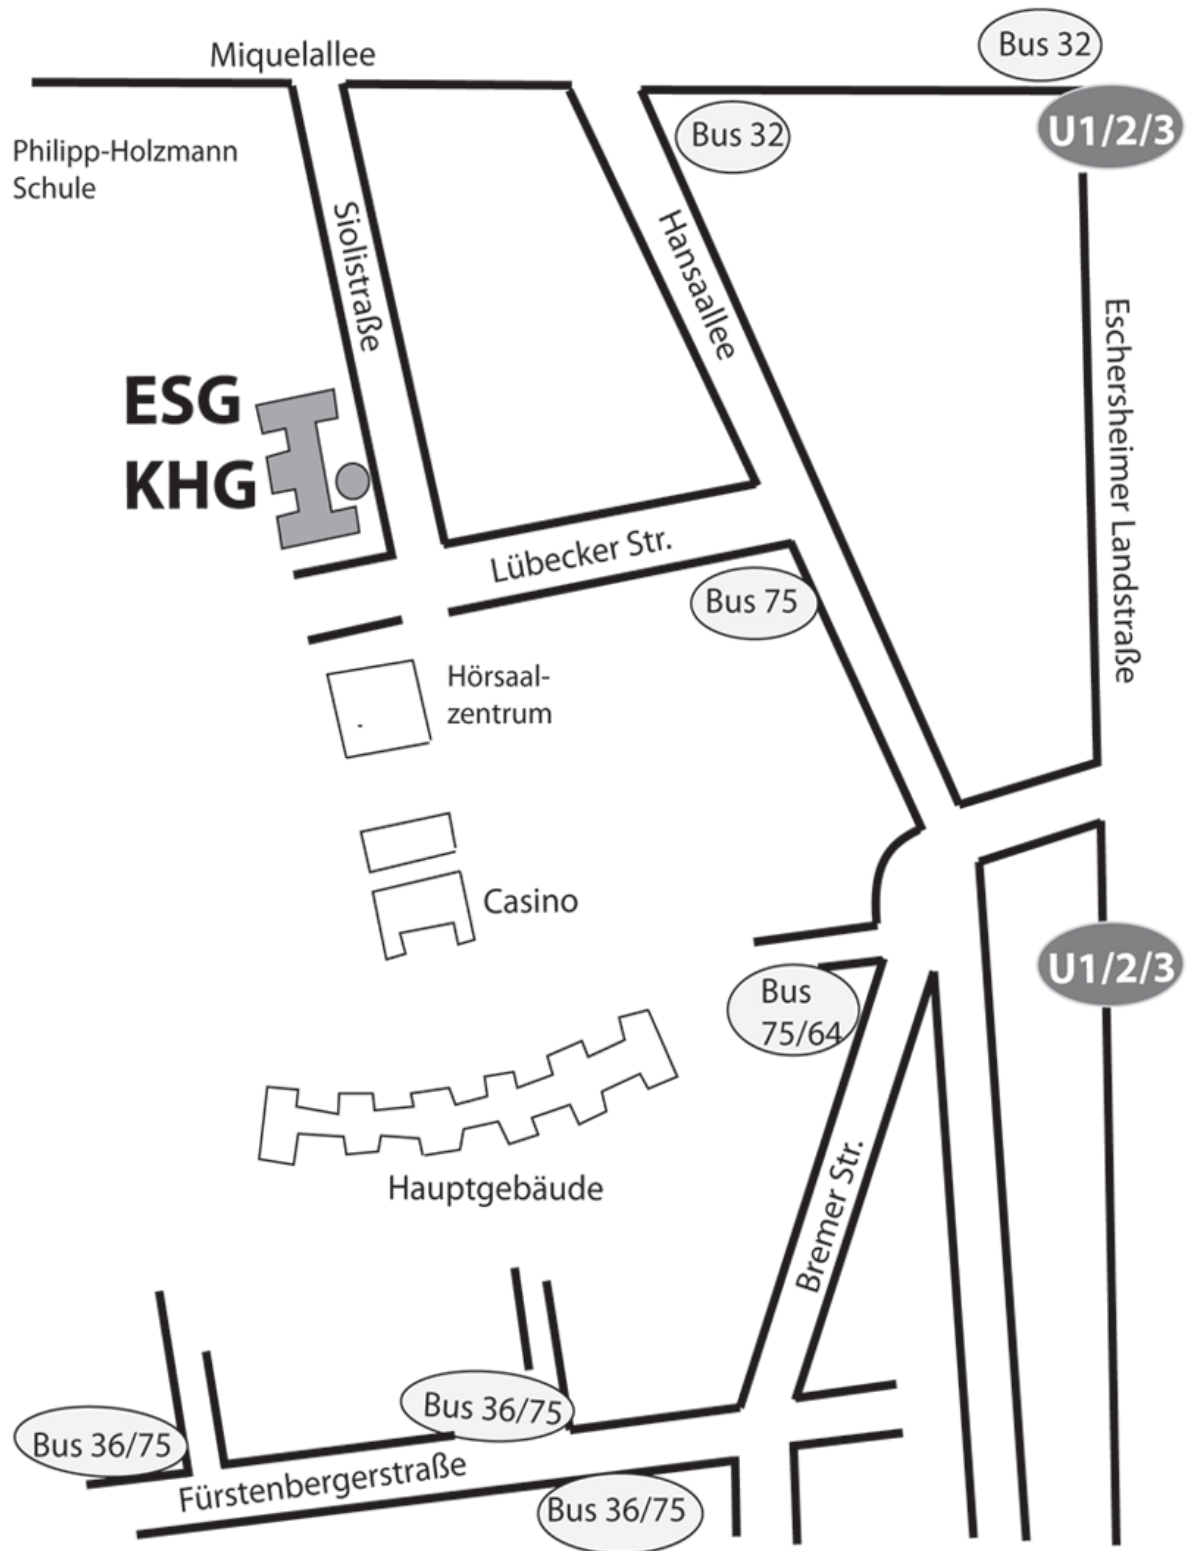 Bus 32
Miquelallee
U1/2/3
Bus 32
Philipp-Holzmann
Schule
Siolistraße
Hansaallee
Eschersheimer Landstraße
ESG
KHG
Lübecker Str.
Bus 75
Hörsaal-
zentrum
Casino
U1/2/3
Bus
75/64
Hauptgebäude
Bremer Str.
Bus 36/75
Bus 36/75
Fürstenbergerstraße
Bus 36/75